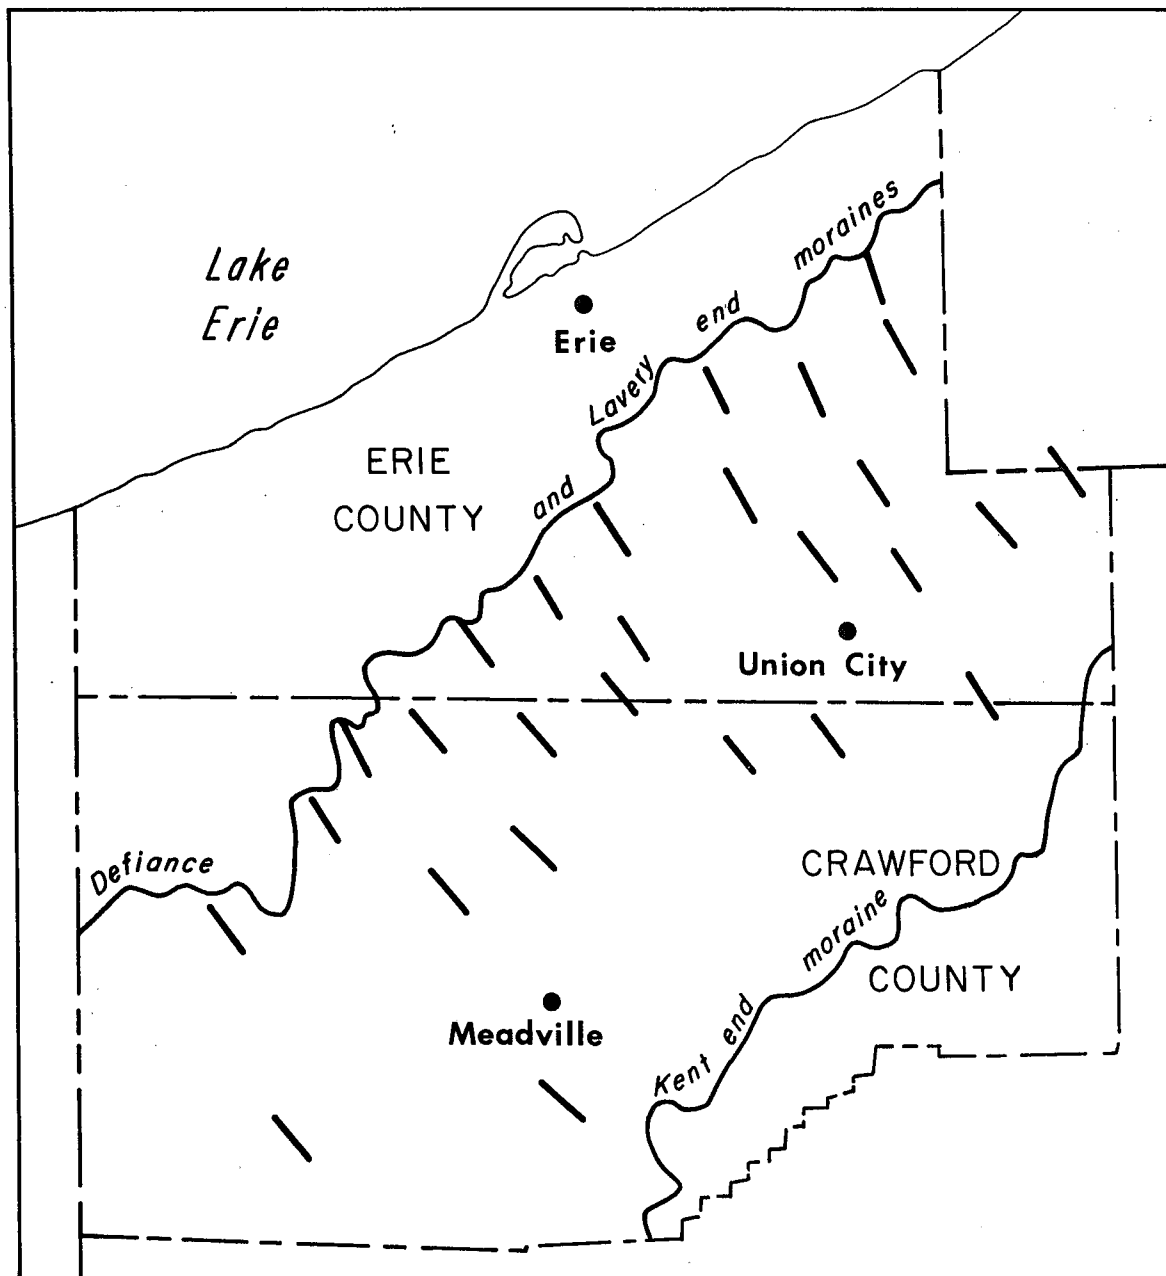 Lake
Erie
Erie
ERIE
COUNTY
Defiance and Lavery end moraines
Union City
CRAWFORD
COUNTY
Meadville
Kent end moraine